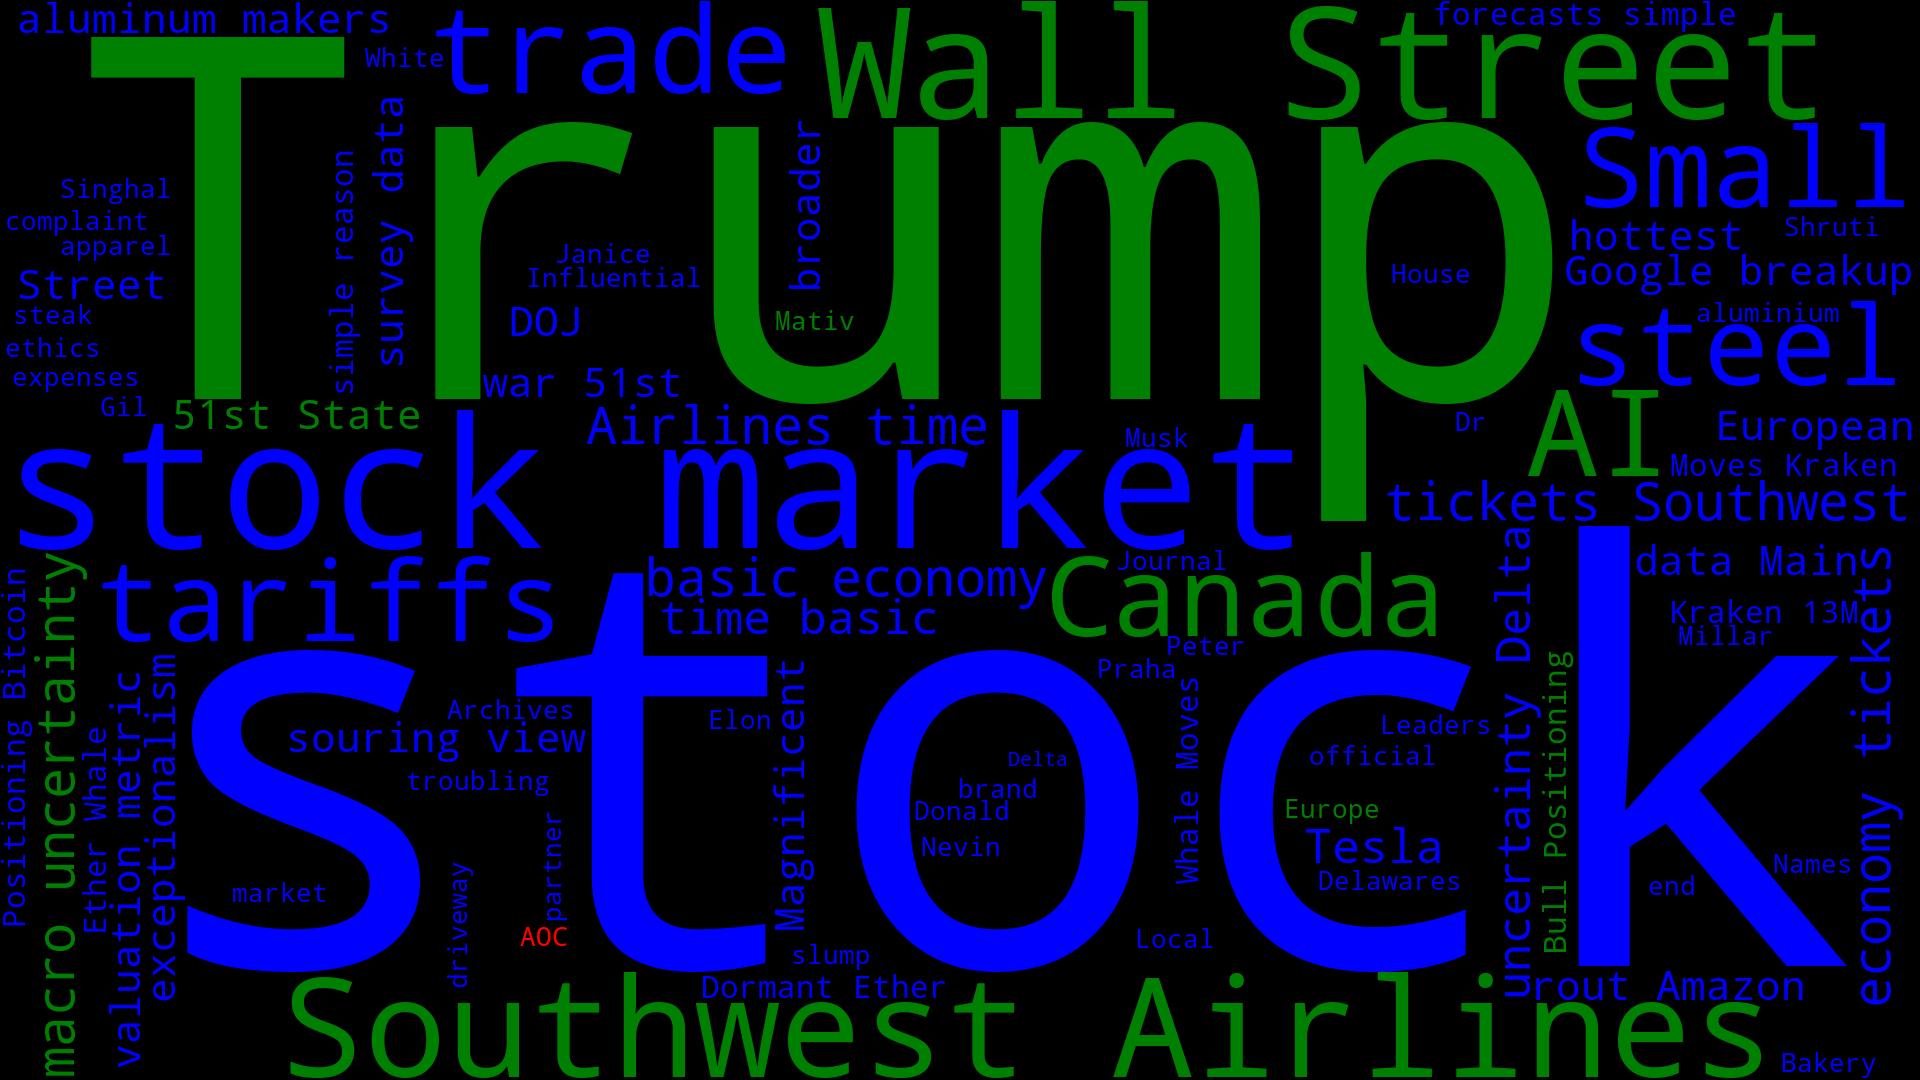 aluminum makers
White
trade
Wall Street
forecasts simple
Trump
survey data
simple reason
broader
Small
Singhal
complaint
apparel
Street
steak
ethics
expenses
Gil
Janice
Influential
DOJ
Mativ
House
hottest
Shruti
Google breakup
aluminium
steel
war 51st
51st State
Airlines time
Musk
Dr
AI
European
Moves Kraken
stock market
tickets Southwest
tariffs
basic economy
time basic
Journal
Canada
Peter
Praha
data Main
Kraken 13M
Millar
Positioning Bitcoin
macro uncertainty
Ether Whale
valuation metric
exceptionalism
stock
Archives
souring view
troubling
Elon
Magnificent
market
driveway
partner
AOC
Delta
brand
Donald
Nevin
Whale Moves
Leaders
official
Europe
Tesla
Delawares
uncertainty Delta
Bull Positioning
end
Names
economy tickets
Local
slump
Dormant Ether
rout Amazon
Southwest Airlines
Bakery